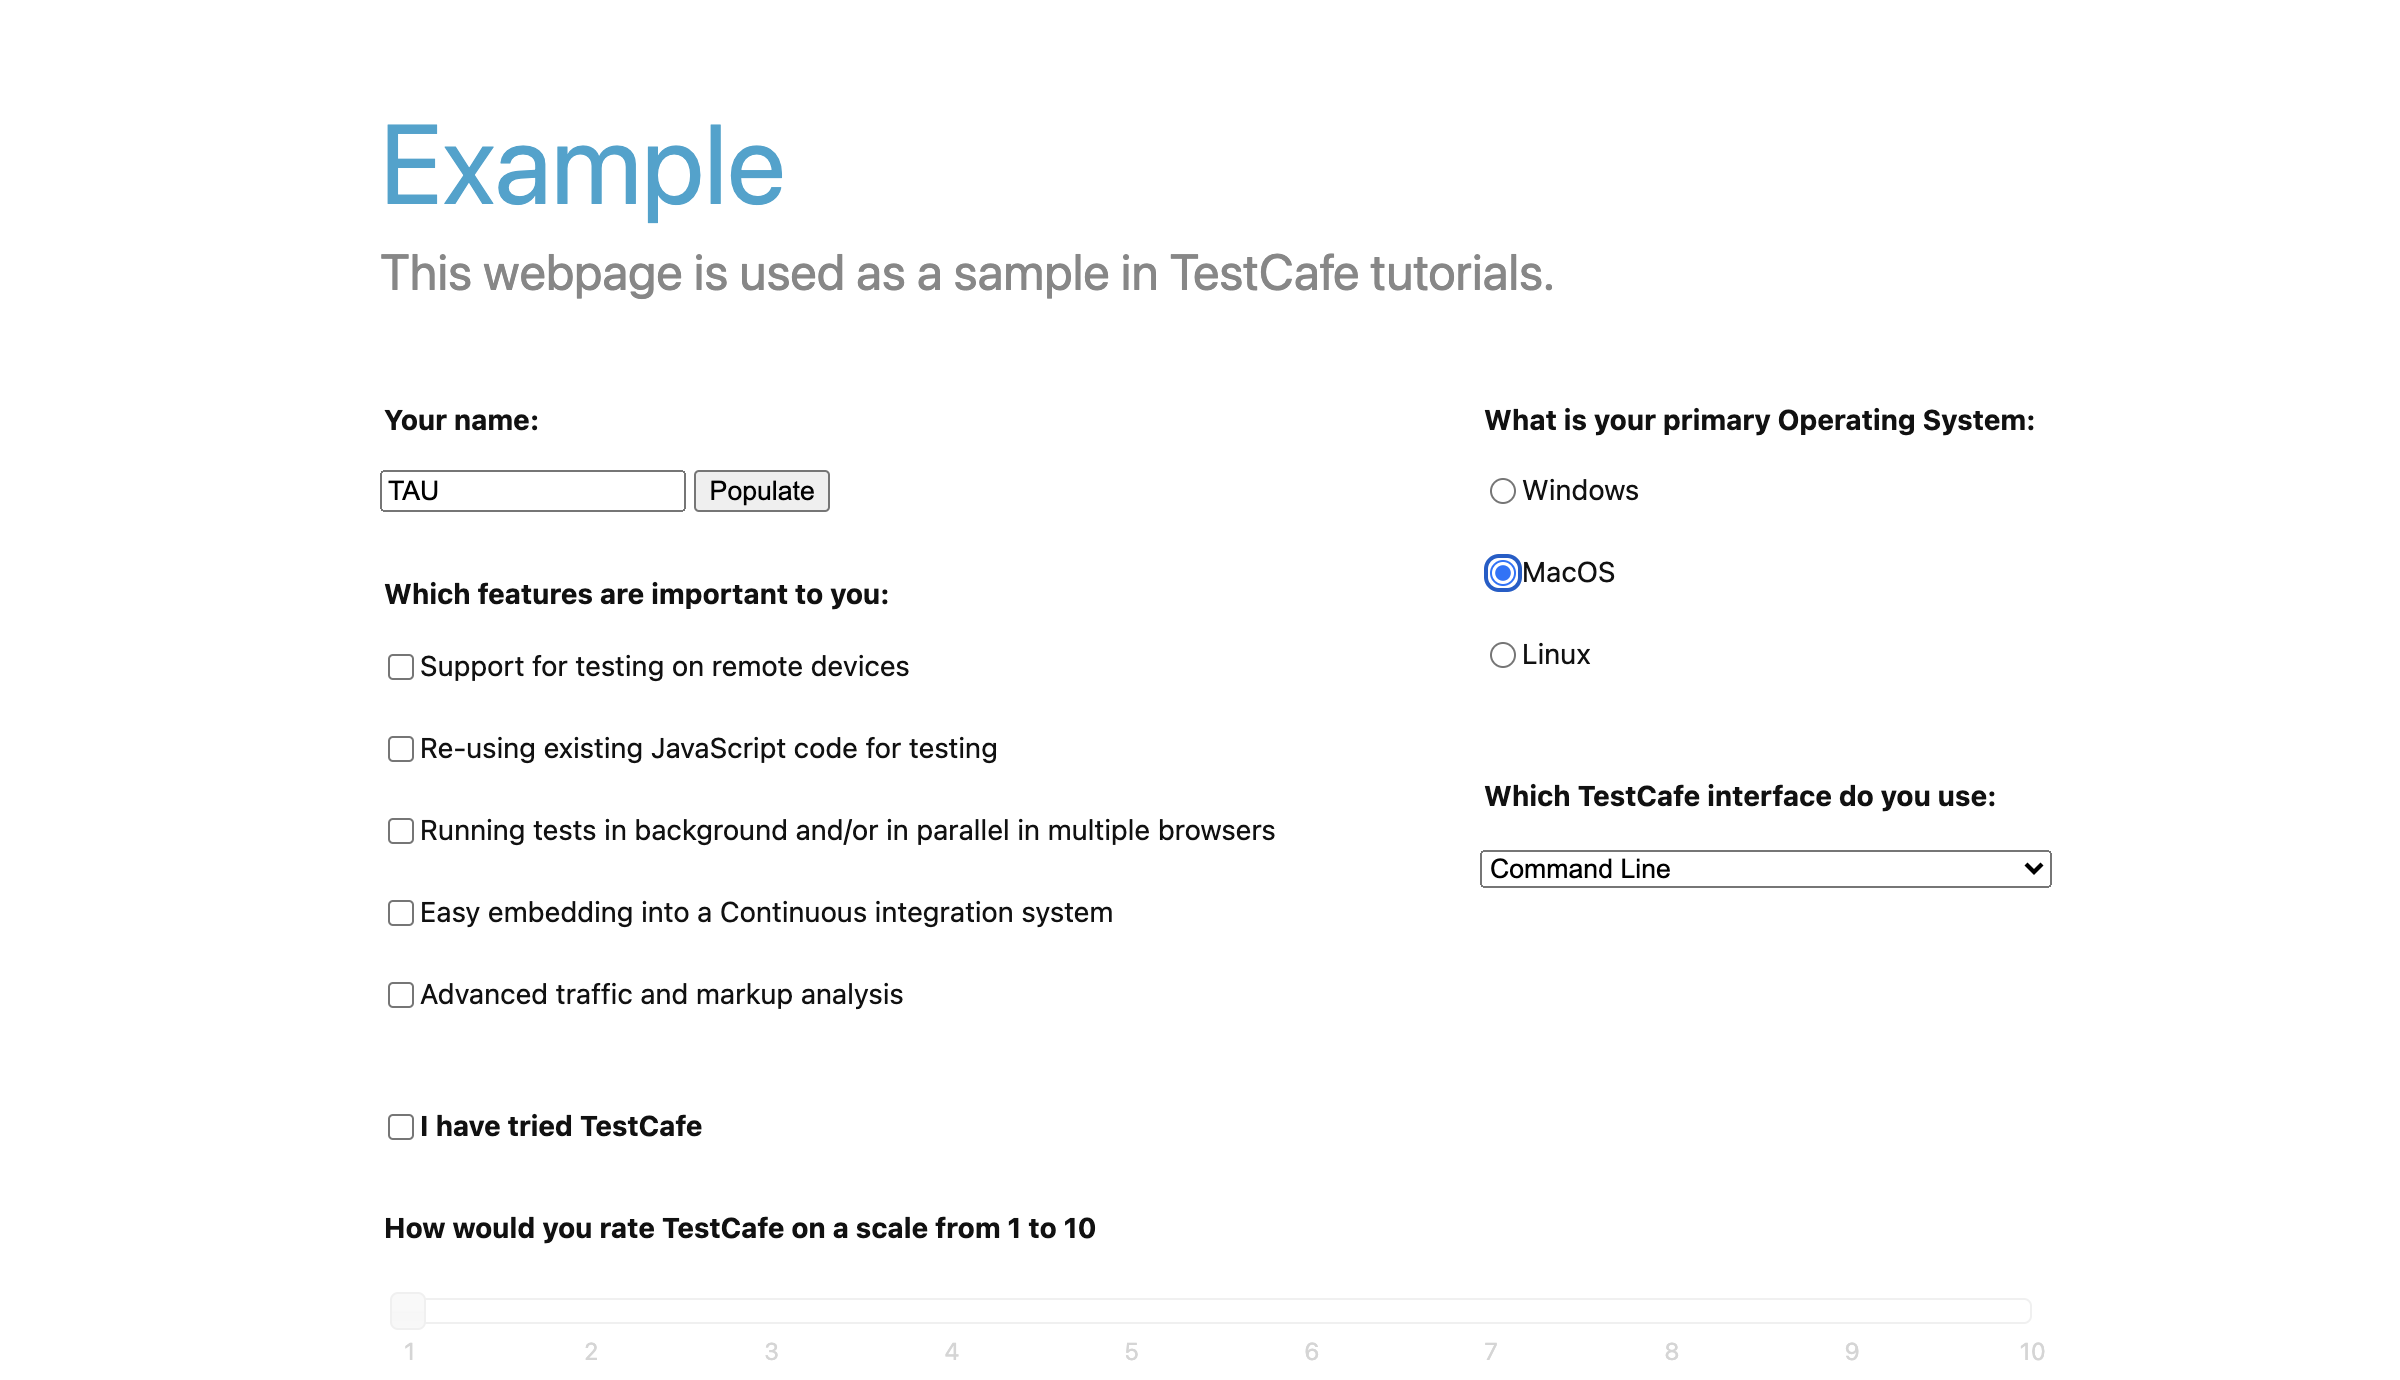 Example
This webpage is used as a sample in TestCafe tutorials.
Your name:
TAU
Populate
Which features are important to you:
Support for testing on remote devices
Re-using existing JavaScript code for testing
Running tests in background and/or in parallel in multiple browsers
Easy embedding into a Continuous integration system
Advanced traffic and markup analysis
What is your primary Operating System:
Windows
MacOS
Linux
Which TestCafe interface do you use:
Command Line
I have tried TestCafe
How would you rate TestCafe on a scale from 1 to 10
1 2 3 4 5 6 7 8 9 10